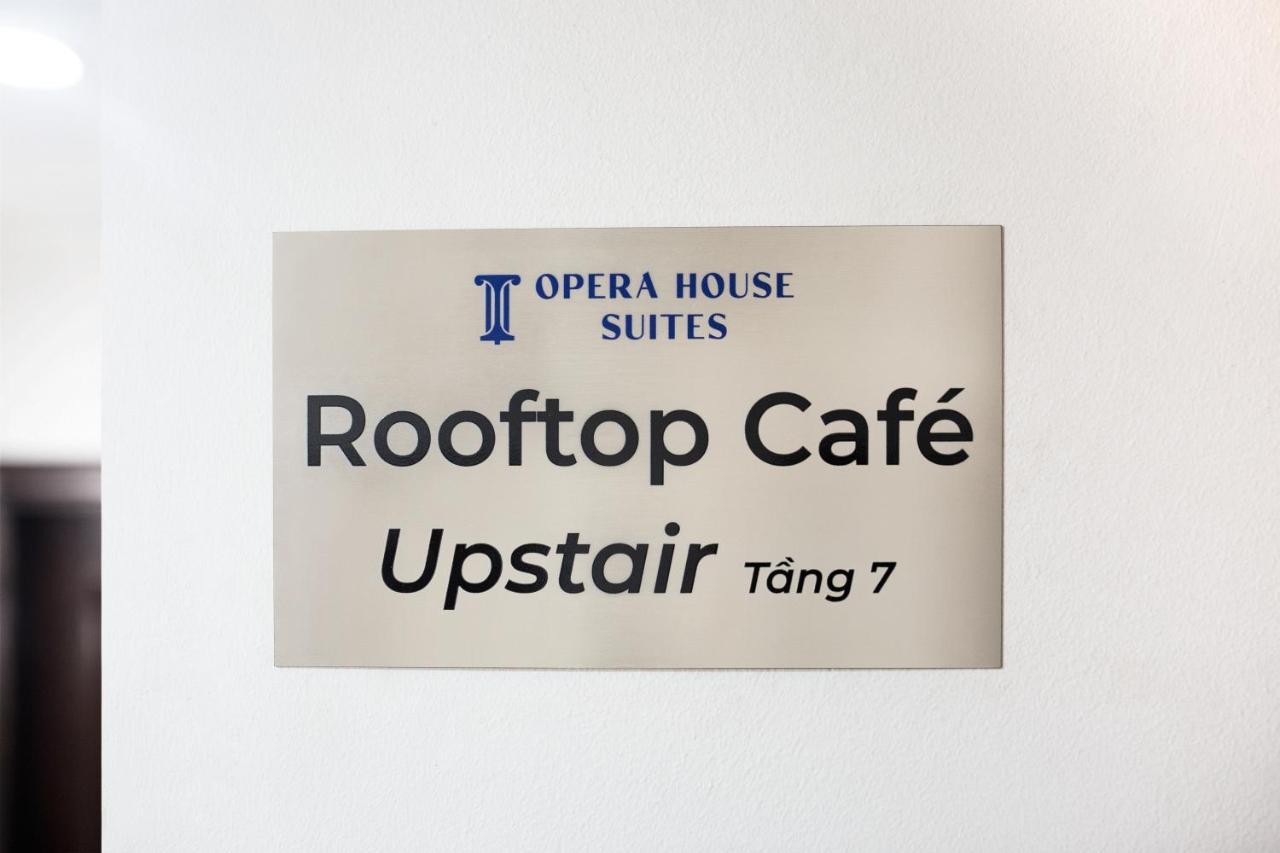 OPERA HOUSE
SUITES
Rooftop Café
Upstair Tầng 7